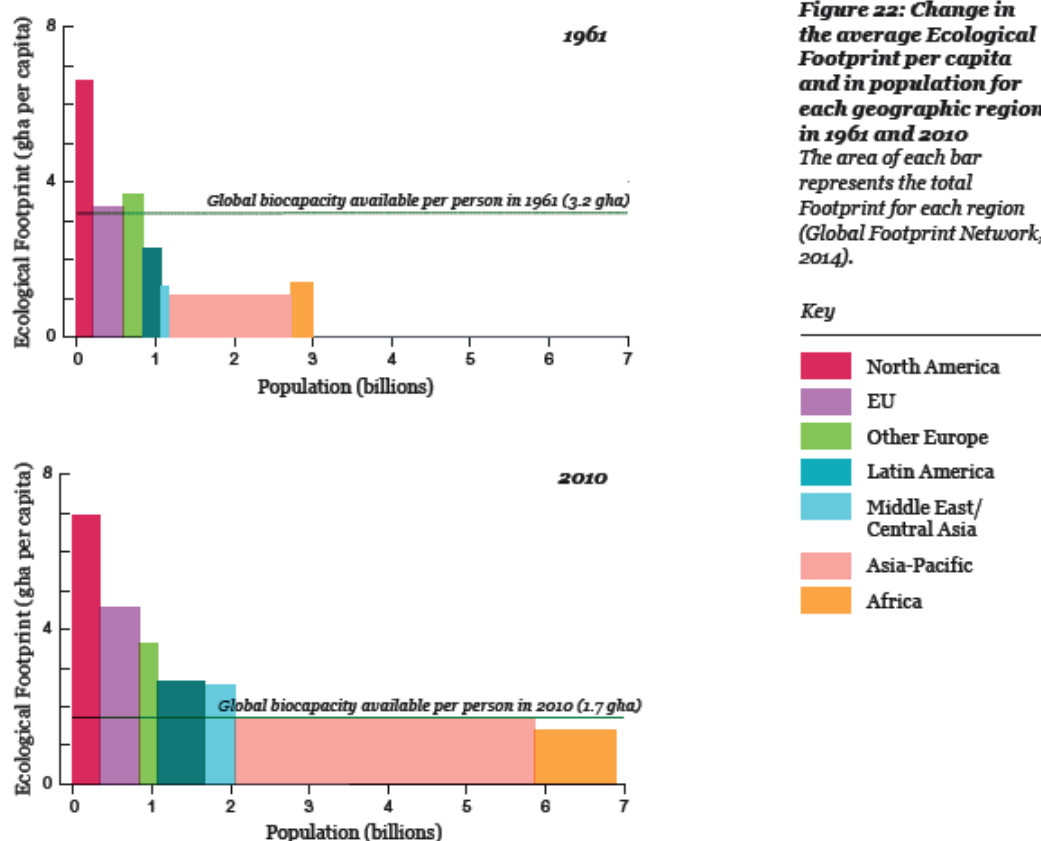 8
1961
4
Global biocapacity available per person in 1961 (3.2 gha)
0
Ecological Footprint (gha per capita)
0 1 2 3 4 5 6 7
Population (billions)
8
2010
4
Global biocapacity available per person in 2010 (1.7 gha)
0
Ecological Footprint (gha per capita)
0 1 2 3 4 5 6 7
Population (billions)
Figure 22: Change in
the average Ecological
Footprint per capita
and in population for
each geographic region
in 1961 and 2010
The area of each bar
represents the total
Footprint for each region
(Global Footprint Network,
2014).
Key
North America
EU
Other Europe
Latin America
Middle East/
Central Asia
Asia-Pacific
Africa